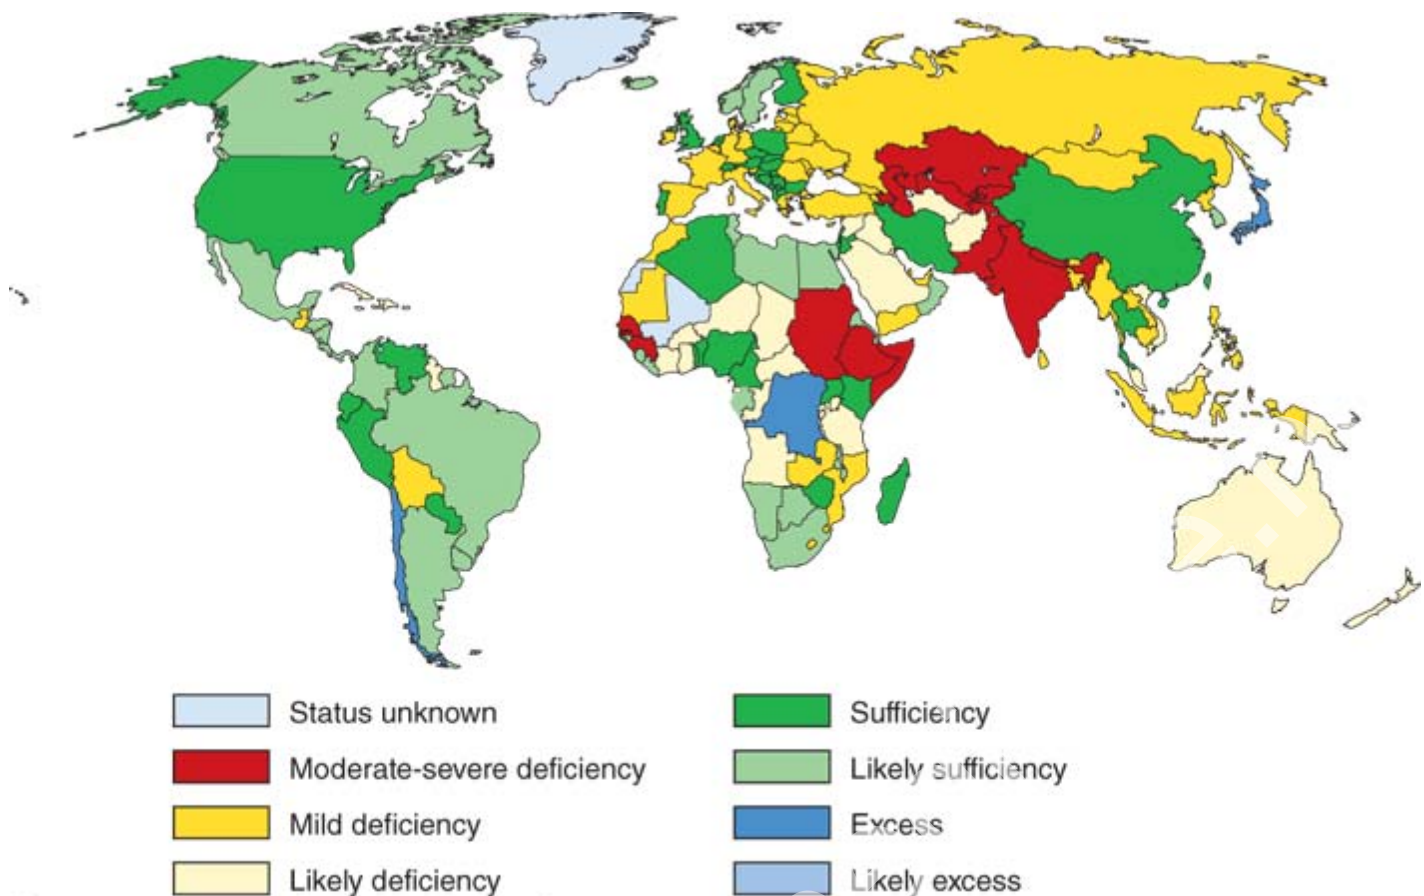 Status unknown
Moderate-severe deficiency
Mild deficiency
Likely deficiency
Sufficiency
Likely sufficiency
Excess
Likely excess